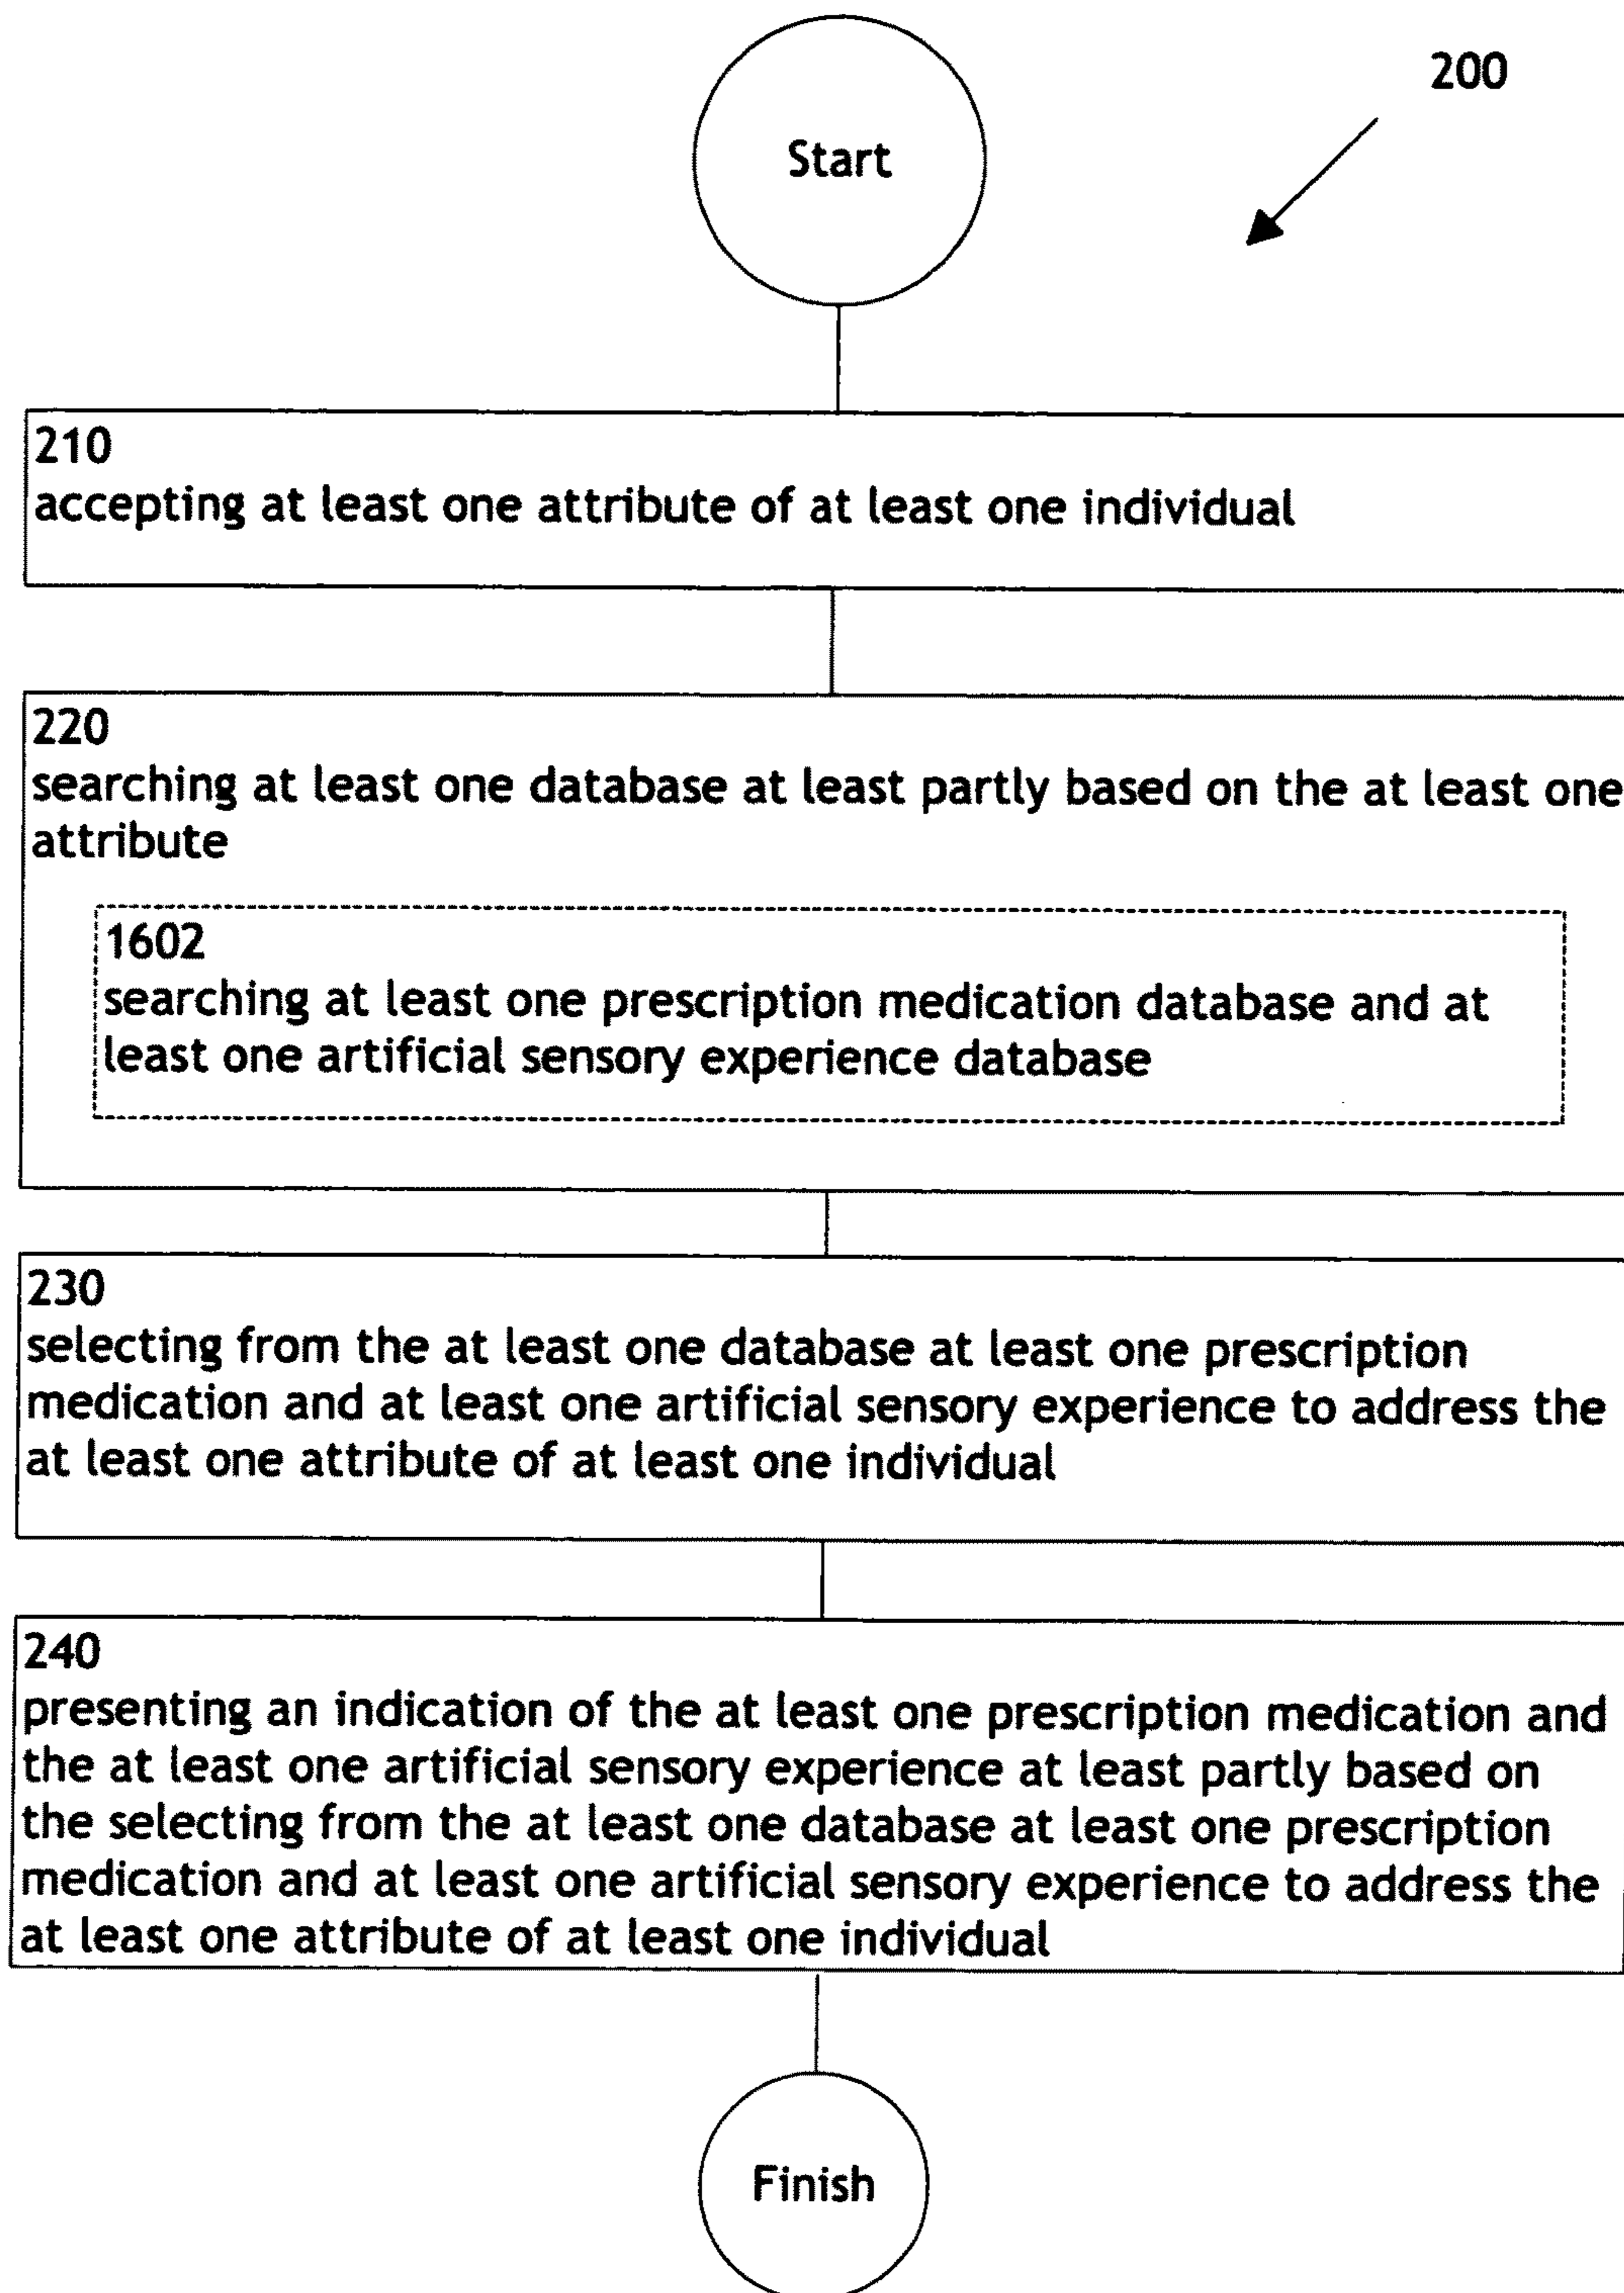 200
Start
210
accepting at least one attribute of at least one individual
220
searching at least one database at least partly based on the at least one
attribute
1602
searching at least one prescription medication database and at
least one artificial sensory experience database
230
selecting from the at least one database at least one prescription
medication and at least one artificial sensory experience to address the
at least one attribute of at least one individual
240
presenting an indication of the at least one prescription medication and
the at least one artificial sensory experience at least partly based on
the selecting from the at least one database at least one prescription
medication and at least one artificial sensory experience to address the
at least one attribute of at least one individual
Finish